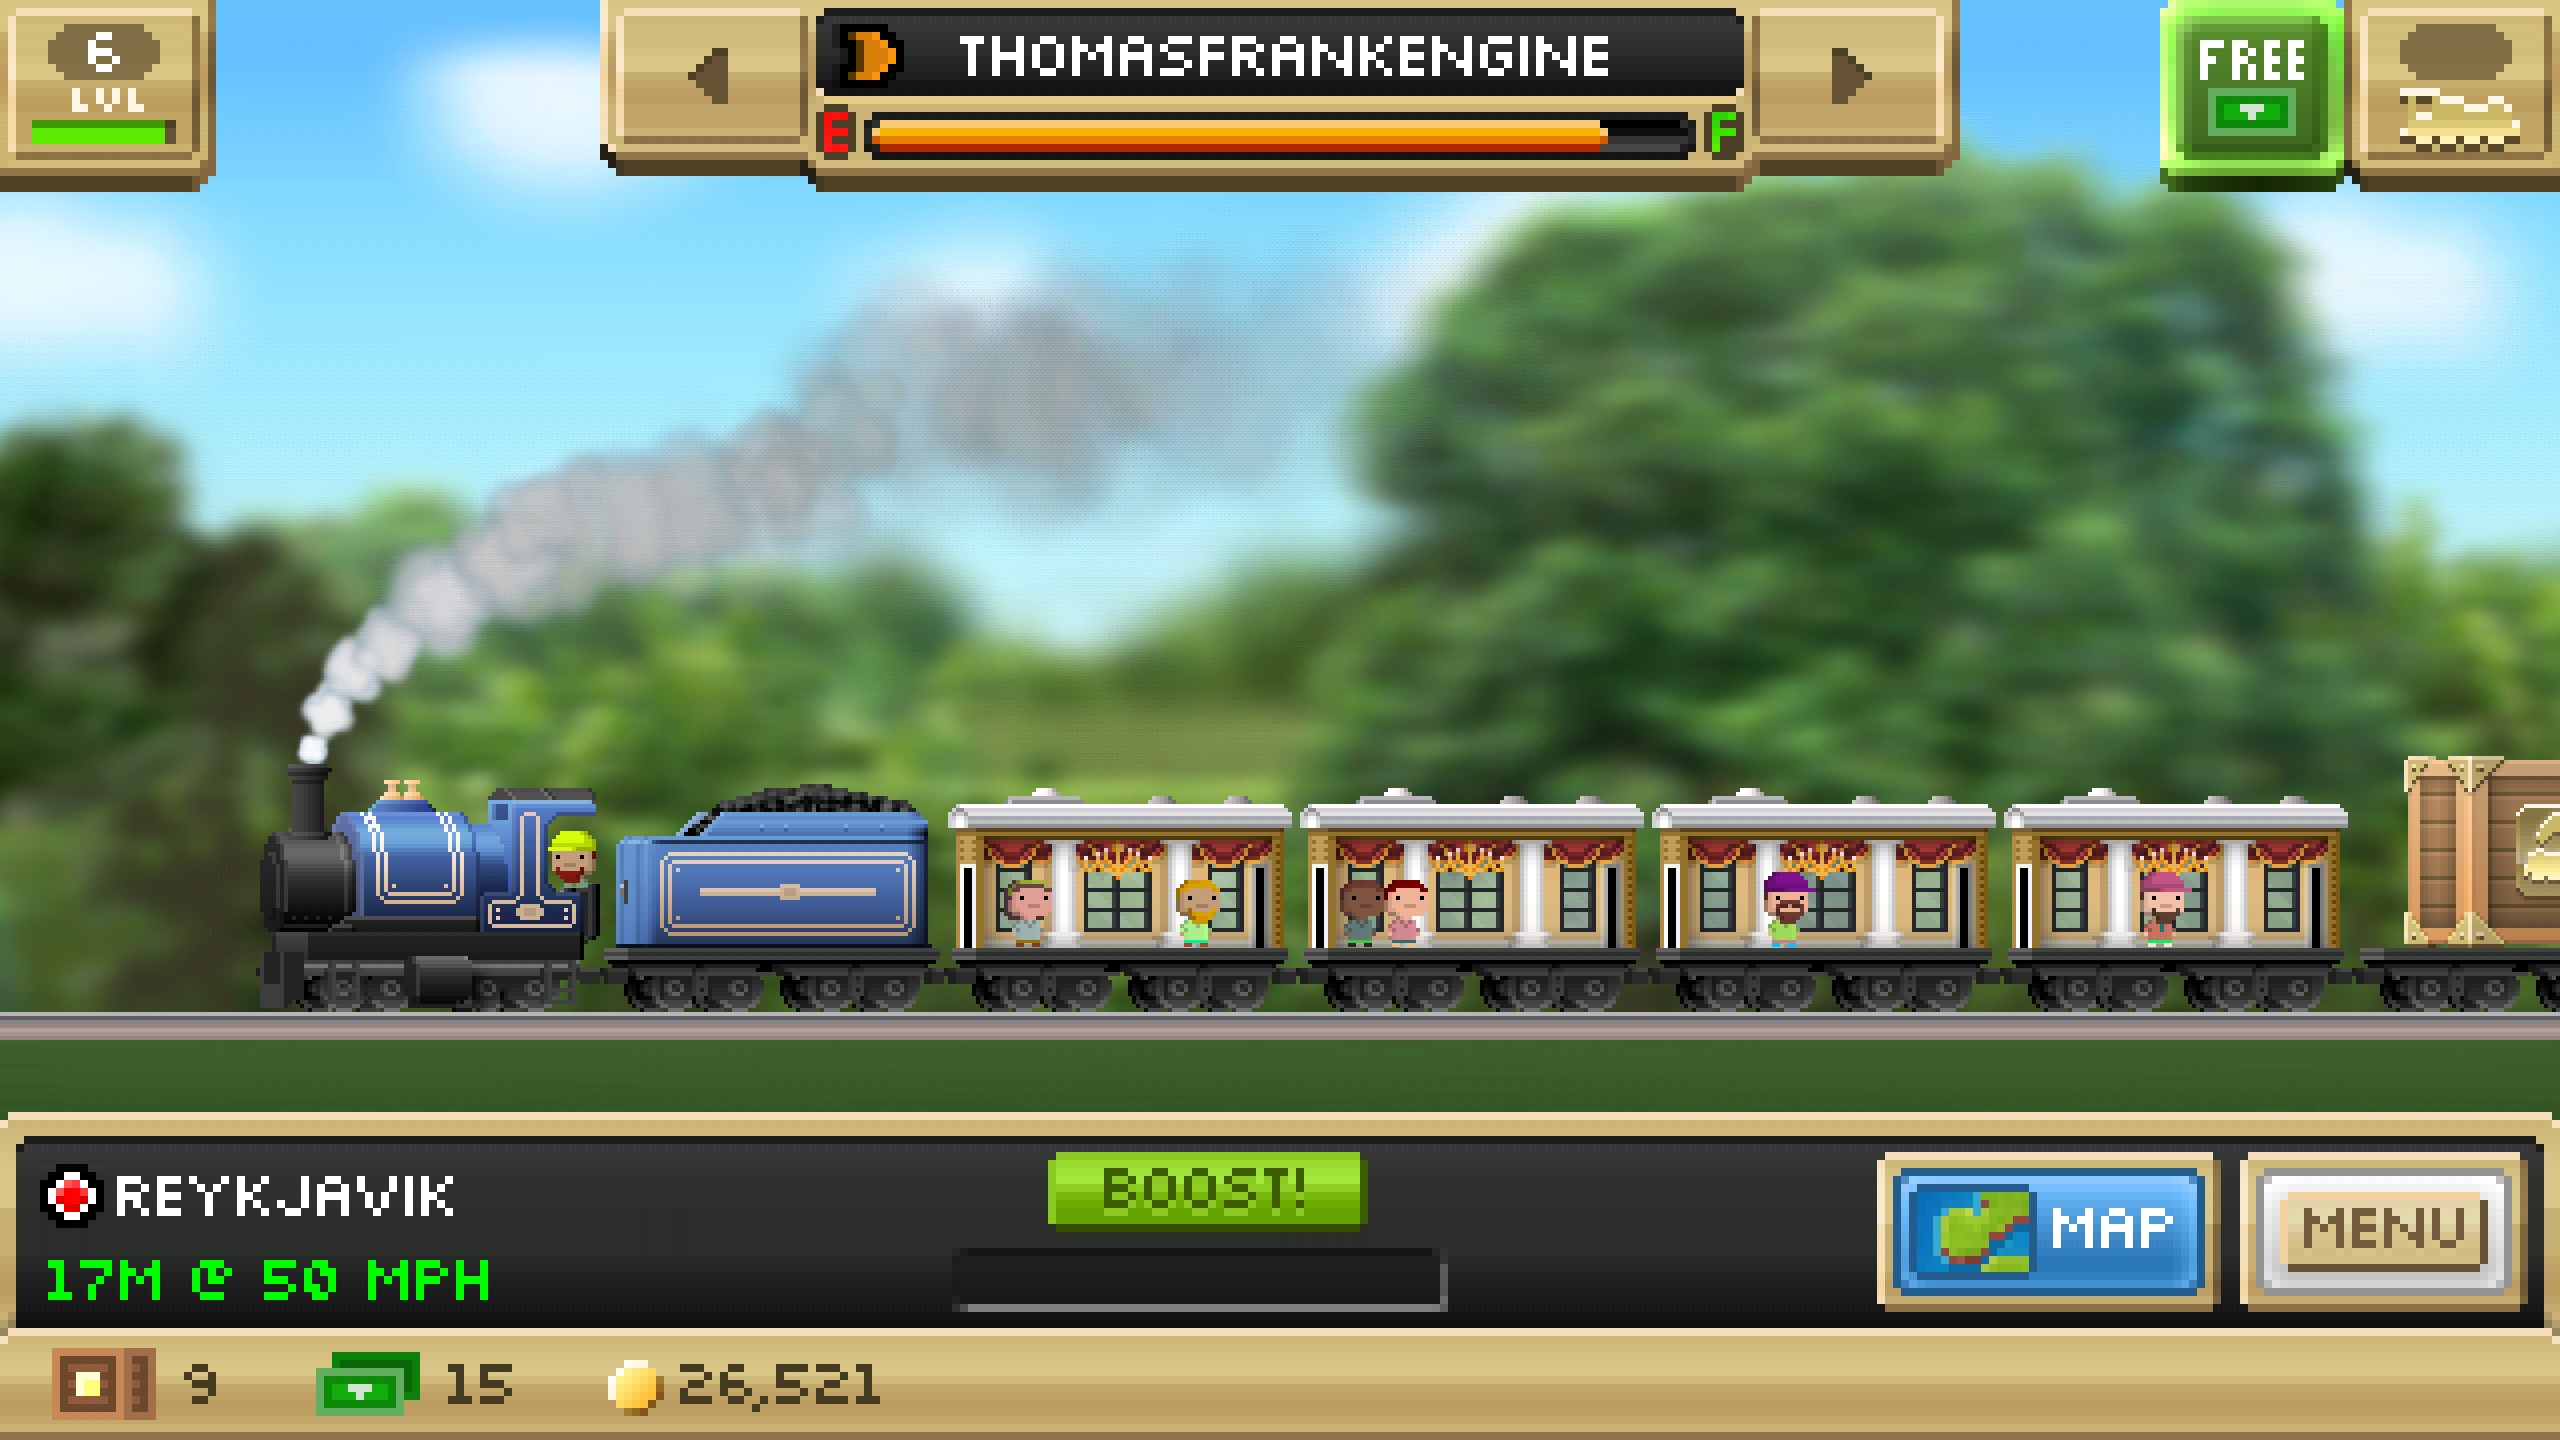 6
LVL
THOMASFRANKENGINE
E F
FREE
REYKJAVIK
17M @ 50 MPH
BOOST!
MAP
MENU
9 15 26,521